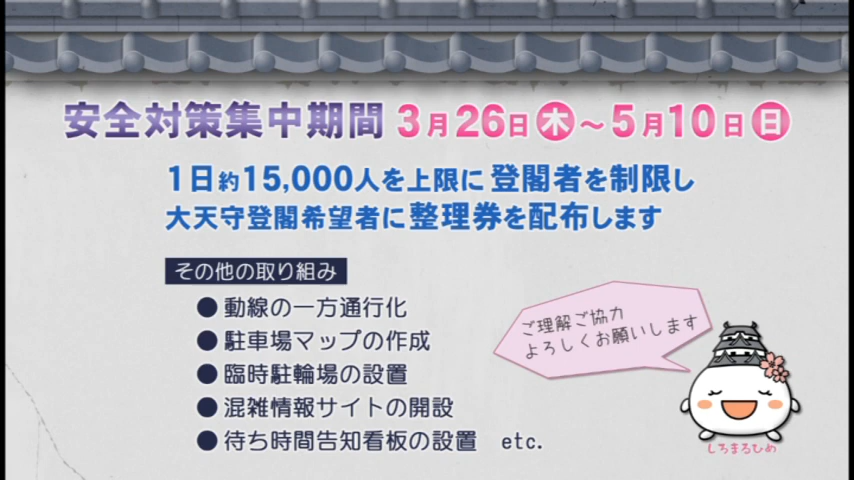 安全対策集中期間 3月26日㊍～5月10日㊐
1日約15,000人を上限に 登閣者を制限し
大天守登閣希望者に整理券を配布します
その他の取り組み
●動線の一方通行化
●駐車場マップの作成
●臨時駐輪場の設置
●混雑情報サイトの開設
●待ち時間告知看板の設置 etc.
ご理解ご協力
よろしくお願いします
しろまるひめ